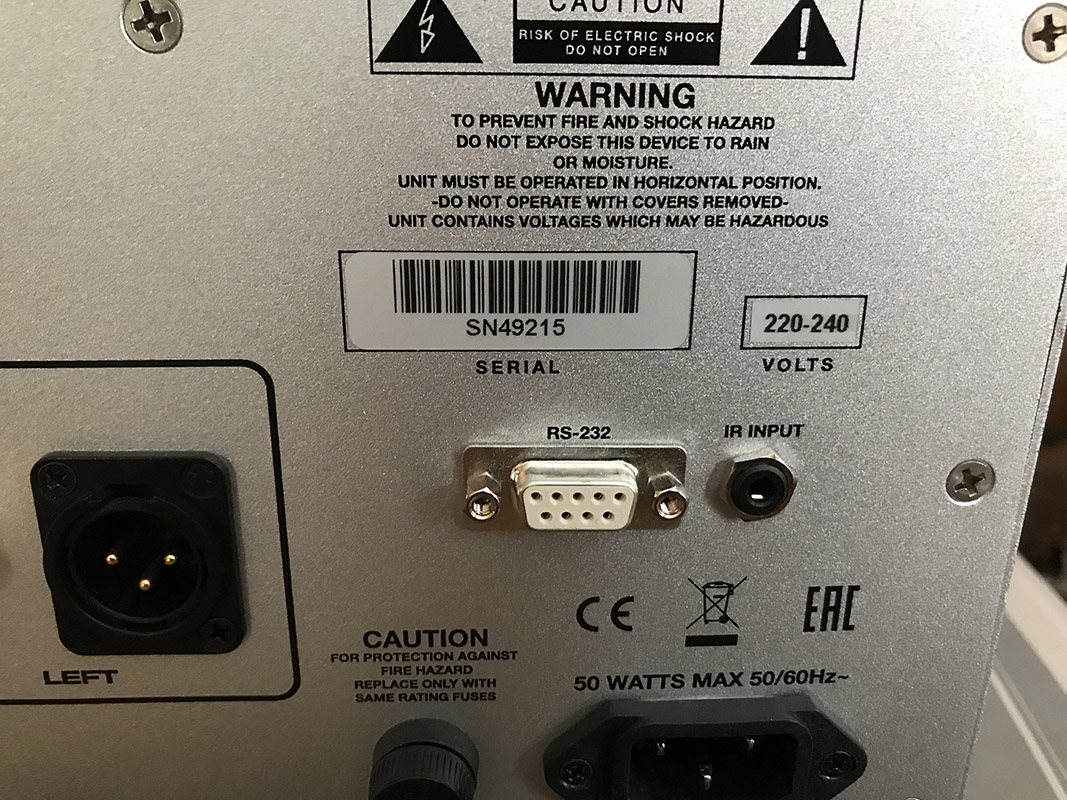 CAUTION
RISK OF ELECTRIC SHOCK
DO NOT OPEN
WARNING
TO PREVENT FIRE AND SHOCK HAZARD
DO NOT EXPOSE THIS DEVICE TO RAIN
OR MOISTURE.
UNIT MUST BE OPERATED IN HORIZONTAL POSITION.
-DO NOT OPERATE WITH COVERS REMOVED-
UNIT CONTAINS VOLTAGES WHICH MAY BE HAZARDOUS
SN49215
SERIAL
220-240
VOLTS
RS-232
IR INPUT
CE
EAC
LEFT
CAUTION
FOR PROTECTION AGAINST
FIRE HAZARD
REPLACE ONLY WITH
SAME RATING FUSES
50 WATTS MAX 50/60Hz~